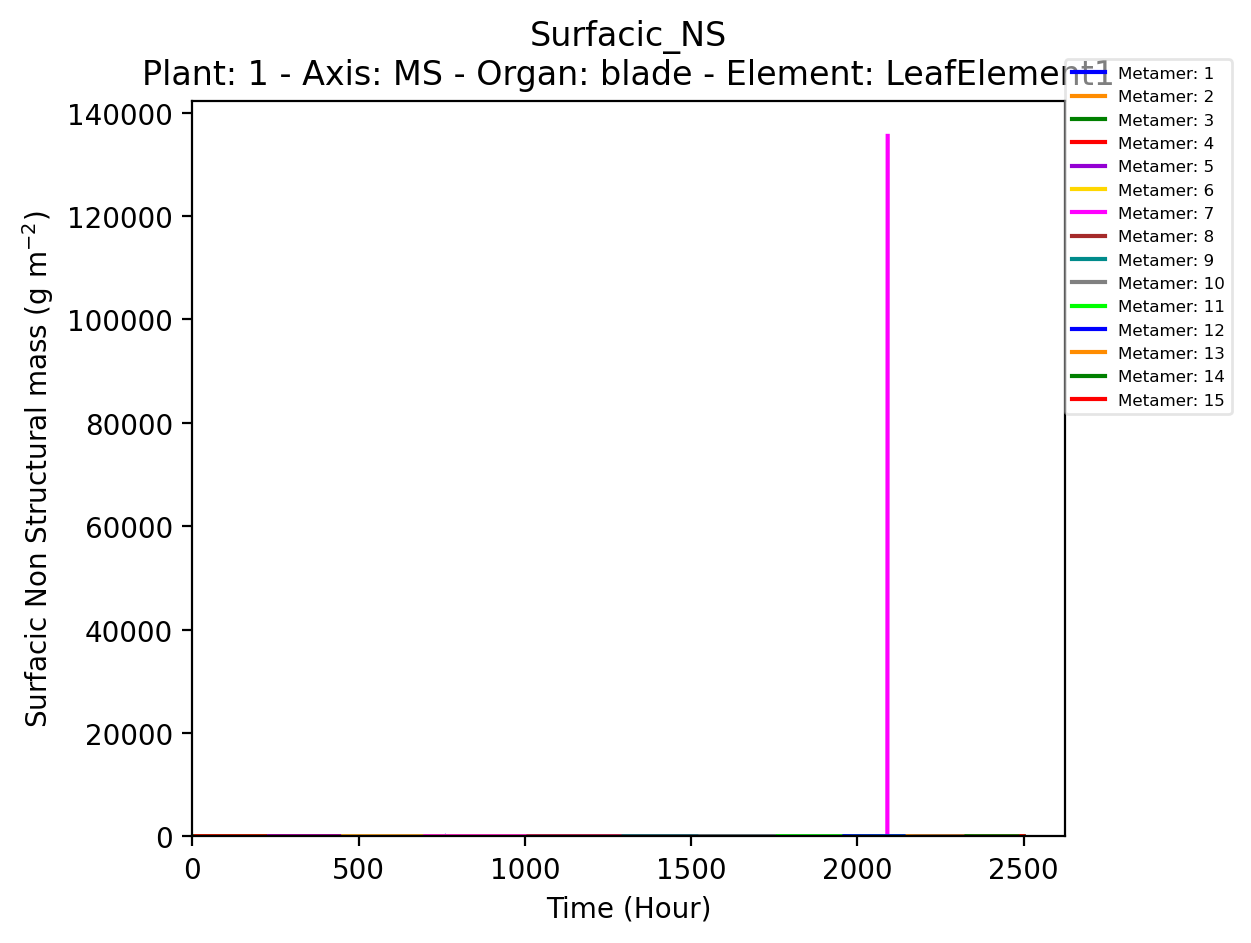 Surfacic_NS
Plant: 1 - Axis: MS - Organ: blade - Element: LeafElement1
Metamer: 1
Metamer: 2
Metamer: 3
Metamer: 4
Metamer: 5
Metamer: 6
Metamer: 7
Metamer: 8
Metamer: 9
Metamer: 10
Metamer: 11
Metamer: 12
Metamer: 13
Metamer: 14
Metamer: 15
Surfacic Non Structural mass (g m⁻²)
140000
120000
100000
80000
60000
40000
20000
0
0 500 1000 1500 2000 2500
Time (Hour)